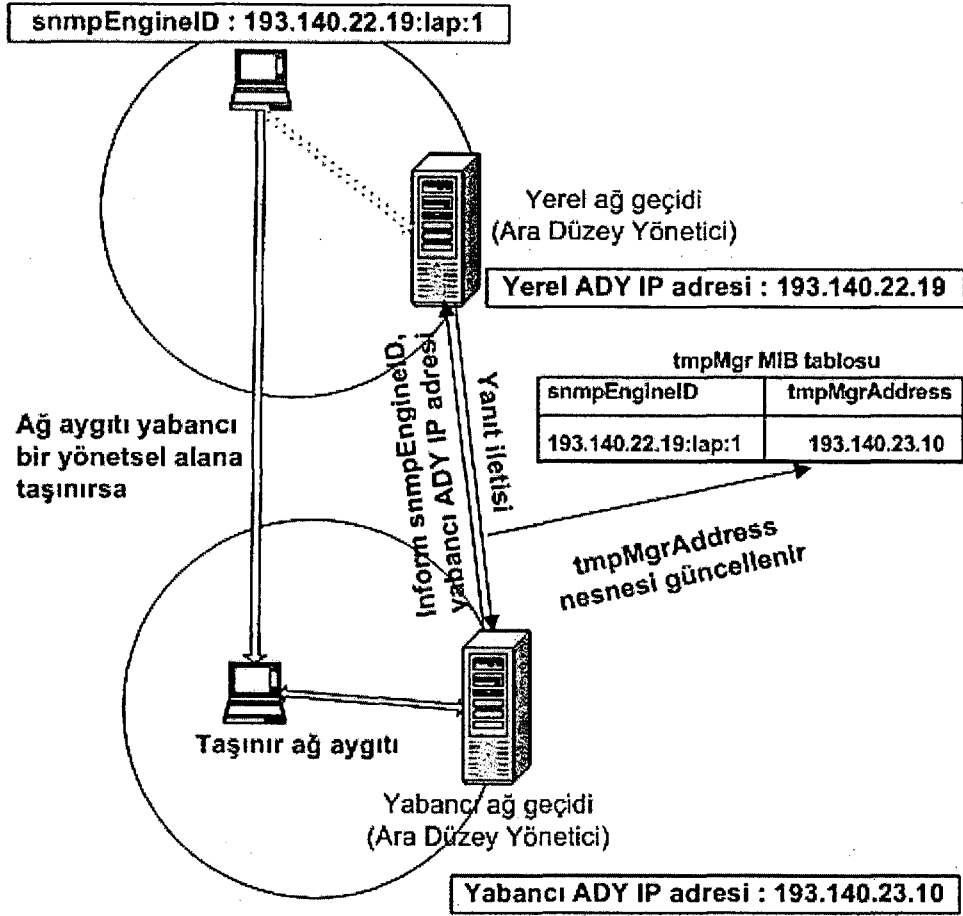 snmpEngineID : 193.140.22.19:lap:1
Yerel ağ geçidi
(Ara Düzey Yönetici)
Yerel ADY IP adresi : 193.140.22.19
tmpMgr MIB tablosu
snmpEngineID tmpMgrAddress
193.140.22.19:lap:1 193.140.23.10
Ağ aygıtı yabancı
bir yönetsel alana
taşınırsa
Inform snmpEngineID,
yabancı ADY IP adresi
Yanıt iletisi
tmpMgrAddress
nesnesi güncellenir
Taşınır ağ aygıtı
Yabancı ağ geçidi
(Ara Düzey Yönetici)
Yabancı ADY IP adresi : 193.140.23.10